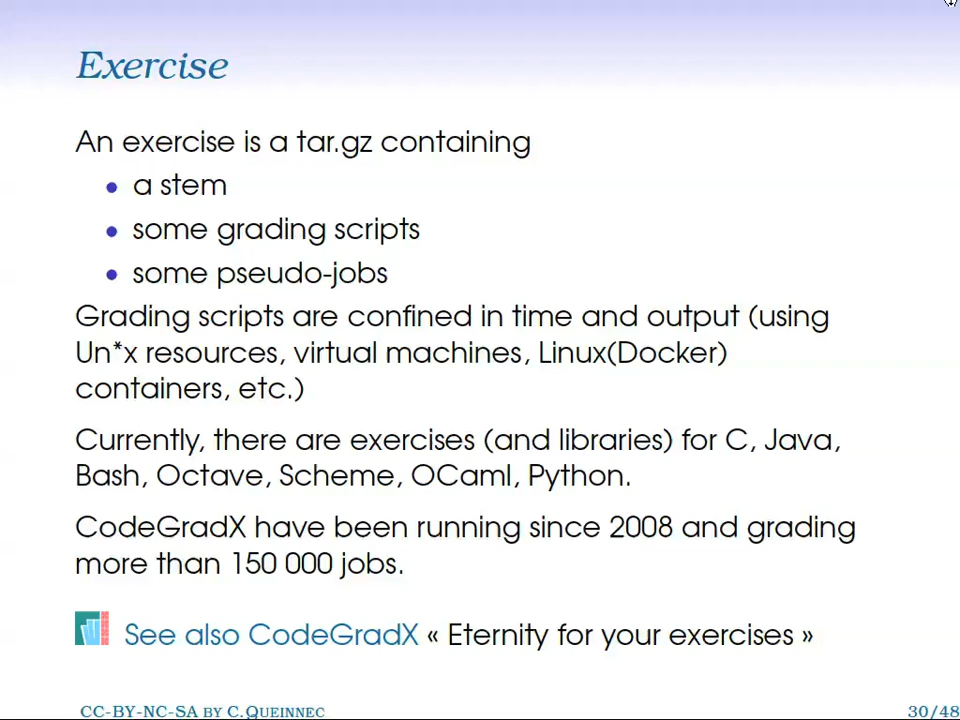 Exercise
An exercise is a tar.gz containing
• a stem
• some grading scripts
• some pseudo-jobs
Grading scripts are confined in time and output (using
Un*x resources, virtual machines, Linux(Docker)
containers, etc.)
Currently, there are exercises (and libraries) for C, Java,
Bash, Octave, Scheme, OCaml, Python.
CodeGradX have been running since 2008 and grading
more than 150 000 jobs.
See also CodeGradX « Eternity for your exercises »
CC-BY-NC-SA BY C.QUEINNEC 30/48